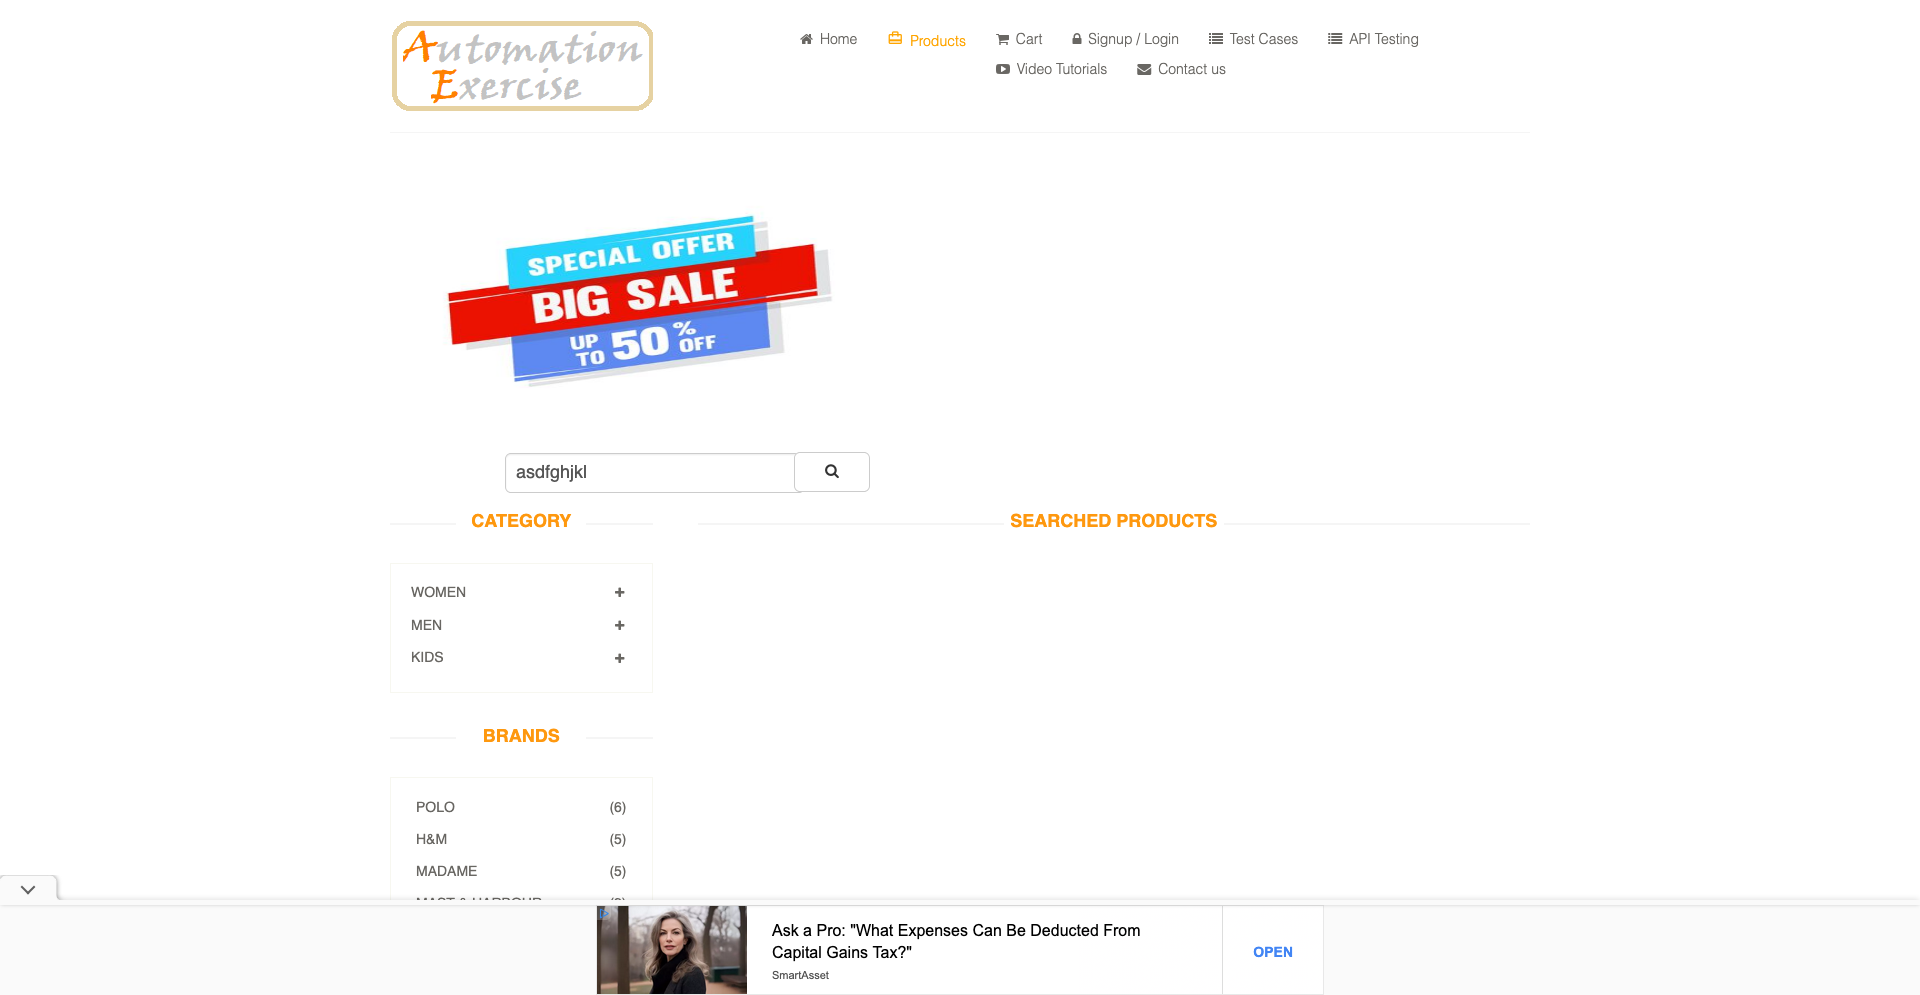 Automation
Exercise
Home
Products
Cart
Signup / Login
Test Cases
API Testing
Video Tutorials
Contact us
SPECIAL OFFER
BIG SALE
UP TO 50% OFF
asdfghjkl
CATEGORY
SEARCHED PRODUCTS
WOMEN
MEN
KIDS
BRANDS
POLO (6)
H&M (5)
MADAME (5)
MAST & HARBOUR
Ask a Pro: "What Expenses Can Be Deducted From
Capital Gains Tax?"
SmartAsset
OPEN